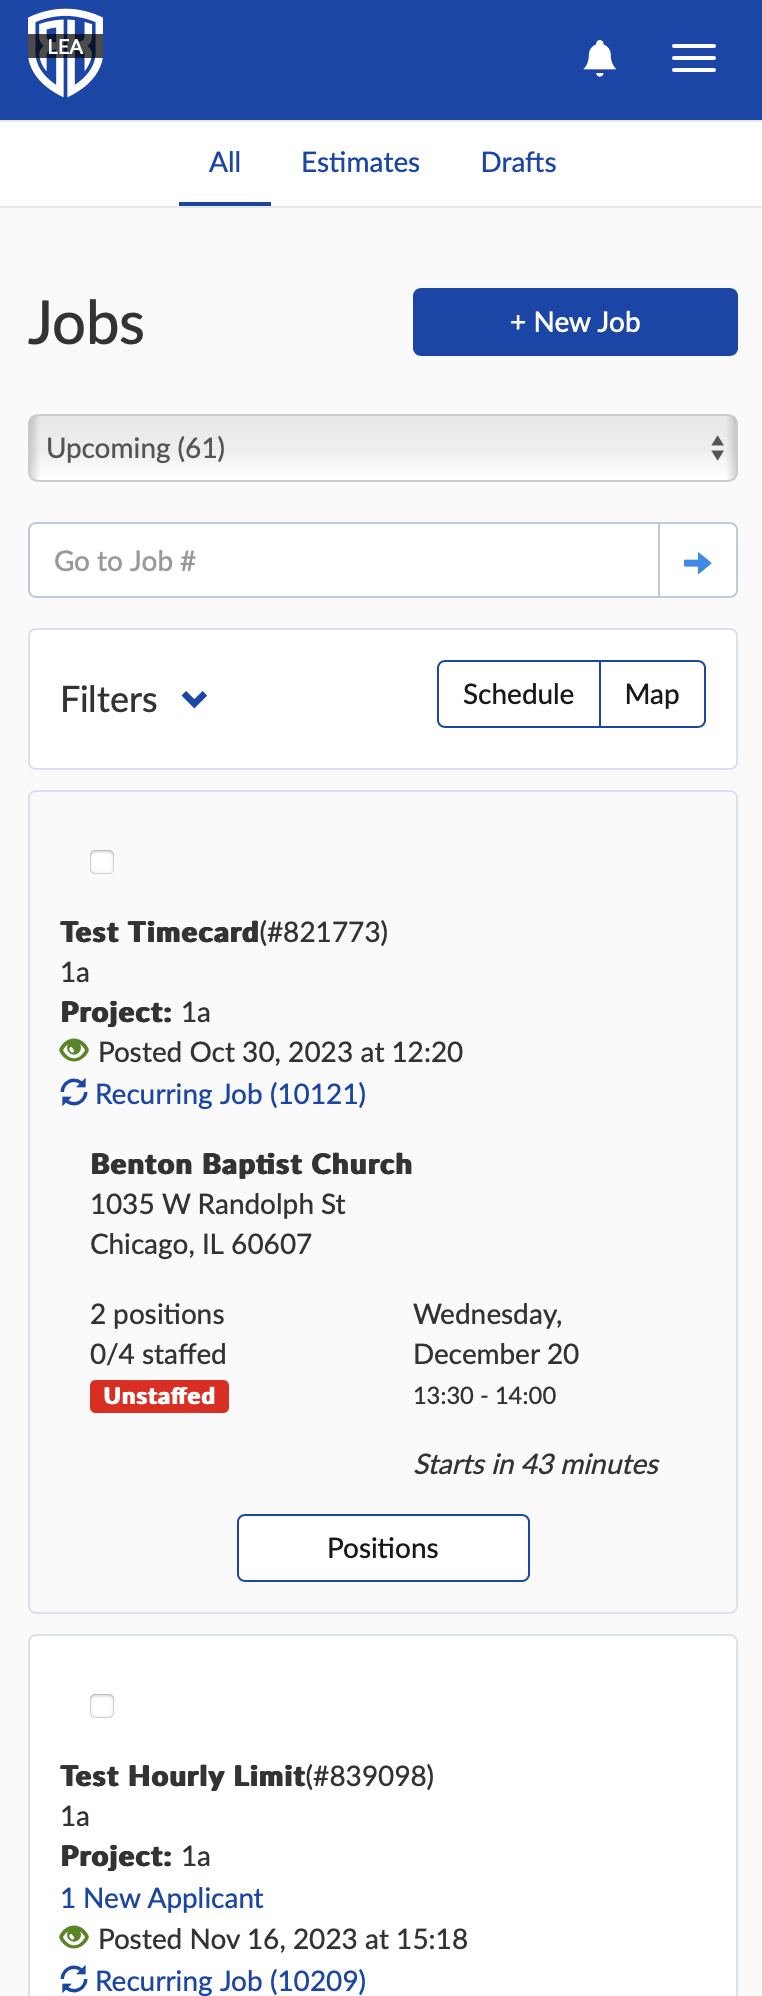 LEA
All Estimates Drafts
Jobs
+ New Job
Upcoming (61)
Go to Job #
Filters
Schedule Map
Test Timecard(#821773)
1a
Project: 1a
Posted Oct 30, 2023 at 12:20
Recurring Job (10121)
Benton Baptist Church
1035 W Randolph St
Chicago, IL 60607
2 positions
0/4 staffed
Unstaffed
Wednesday,
December 20
13:30 - 14:00
Starts in 43 minutes
Positions
Test Hourly Limit(#839098)
1a
Project: 1a
1 New Applicant
Posted Nov 16, 2023 at 15:18
Recurring Job (10209)